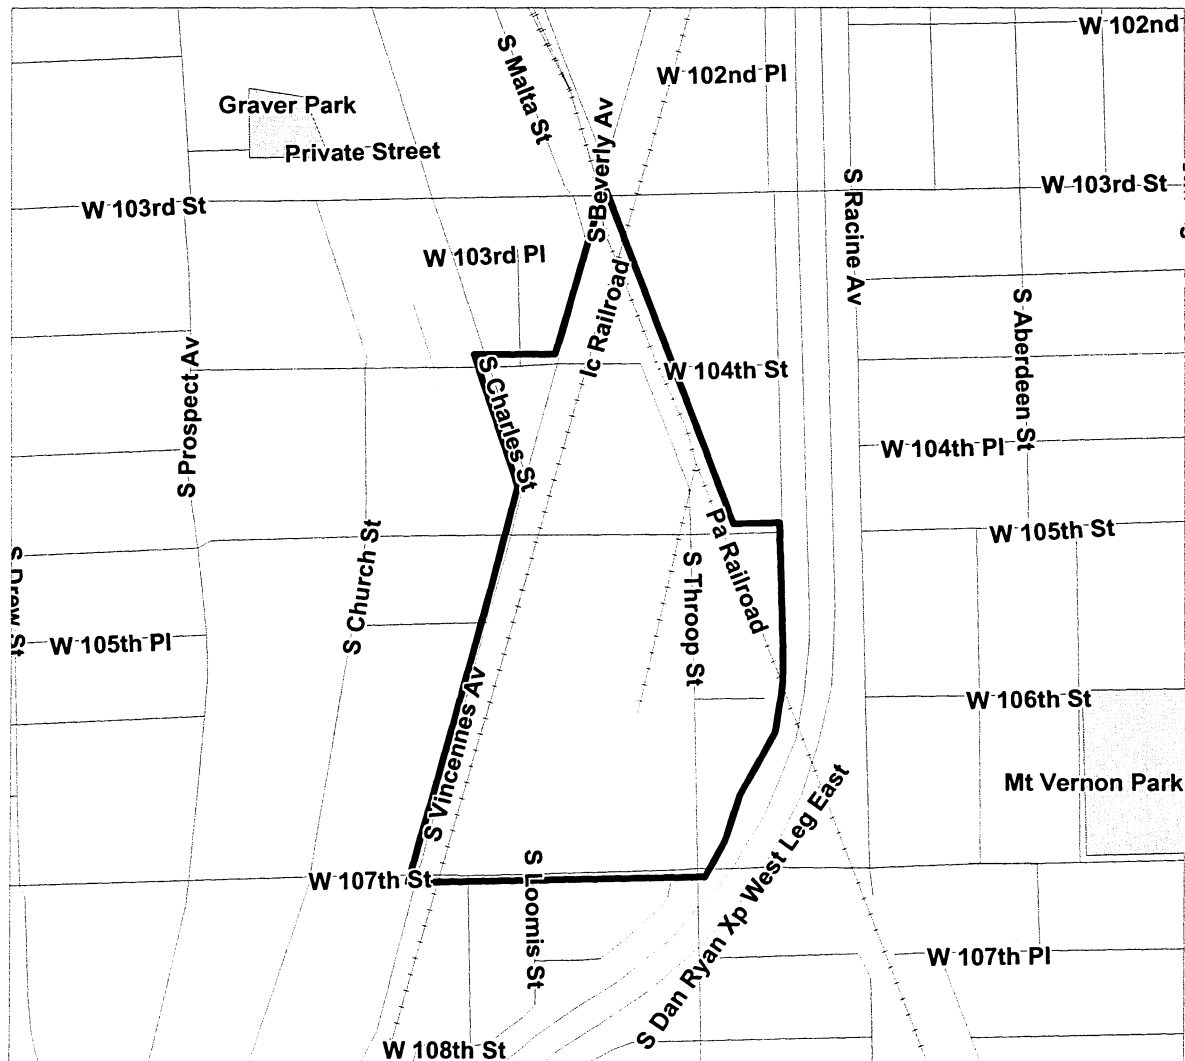 W 102nd
S Malta St
W 102nd Pl
Graver Park
S Beverly Av
Private Street
W 103rd St
S Racine Av
W 103rd St
W 103rd Pl
Ic Railroad
S Aberdeen St
S Prospect Av
S Charles St
W 104th St
W 104th Pl
Pa Railroad
W 105th St
S Church St
S Throop St
S Drew St
W 105th Pl
S Vincennes Av
W 106th St
Mt Vernon Park
S Dan Ryan Xp West Leg East
W 107th St
S Loomis St
W 107th Pl
W 108th St